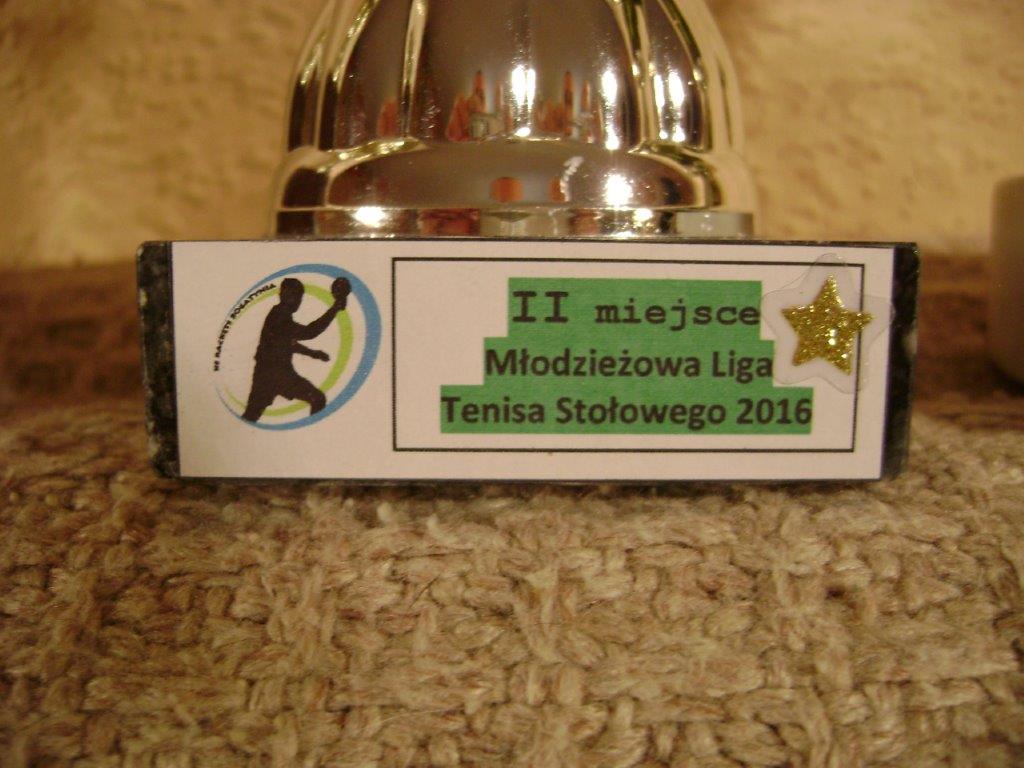 II miejsce
Młodzieżowa Liga
Tenisa Stołowego 2016